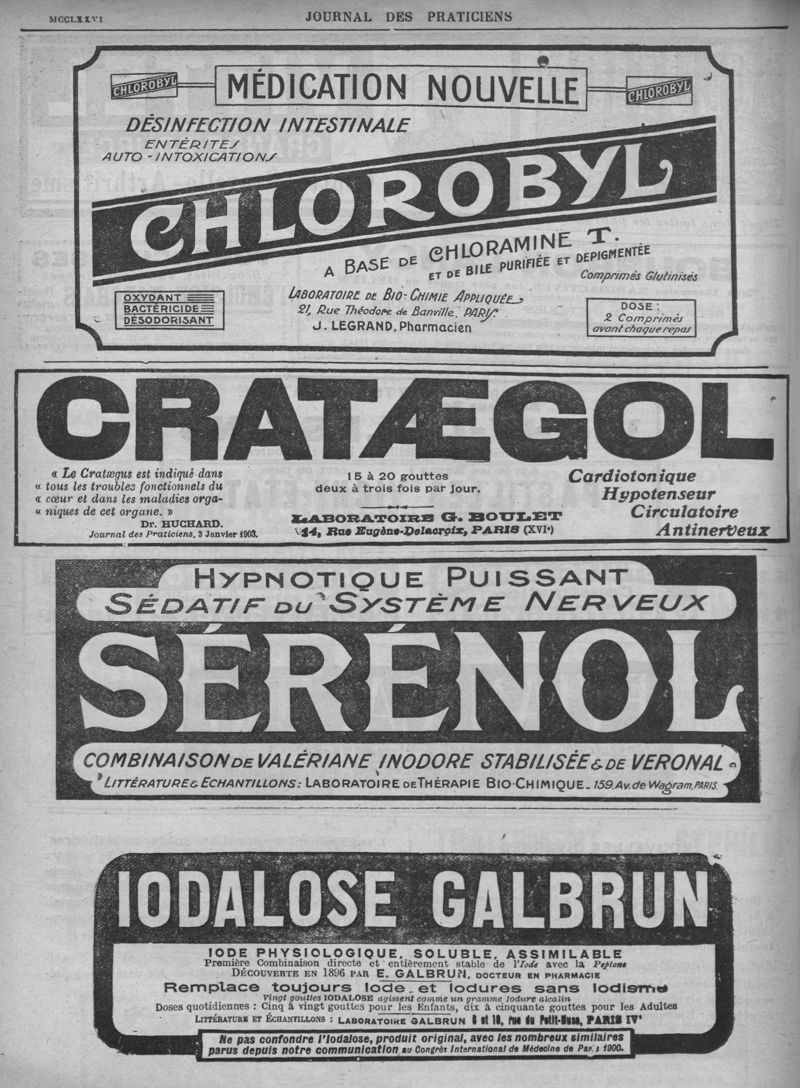 MCCLXXVI
JOURNAL DES PRATICIENS
CHLOROBYL
MÉDICATION NOUVELLE
CHLOROBYL
DÉSINFECTION INTESTINALE
ENTÉRITES
AUTO-INTOXICATIONS
CHLOROBYL
A BASE DE CHLORAMINE T.
ET DE BILE PURIFIÉE ET DÉPIGMENTÉE
Comprimés Glutinisés
OXYDANT
BACTÉRICIDE
DÉSODORISANT
LABORATOIRE DE BIO-CHIMIE APPLIQUÉE
21, Rue Théodore de Banville. PARIS
J. LEGRAND, Pharmacien
DOSE:
2 Comprimés
avant chaque repas
CRATÆGOL
« Le Cratægus est indiqué dans
« tous les troubles fonctionnels du
« cœur et dans les maladies orga-
« niques de cet organe. »
Dr. HUCHARD.
Journal des Praticiens, 3 Janvier 1903.
15 à 20 gouttes
deux à trois fois par jour.
LABORATOIRE G. BOULET
14, Rue Eugène-Delacroix, PARIS (XVIe)
Cardiotonique
Hypotenseur
Circulatoire
Antinerveux
HYPNOTIQUE PUISSANT
SÉDATIF DU SYSTÈME NERVEUX
SÉRÉNOL
COMBINAISON DE VALÉRIANE INODORE STABILISÉE & DE VERONAL
LITTÉRATURE & ECHANTILLONS: LABORATOIRE DE THÉRAPIE BIO-CHIMIQUE_159, Av. de Wagram, PARIS.
IODALOSE GALBRUN
IODE PHYSIOLOGIQUE, SOLUBLE, ASSIMILABLE
Première Combinaison directe et entièrement stable de l'Iode avec la Peptone
DÉCOUVERTE EN 1896 PAR E. GALBRUN, DOCTEUR EN PHARMACIE
Remplace toujours Iode et Iodures sans Iodisme
Vingt gouttes IODALOSE agissent comme un gramme Iodure alcalin
Doses quotidiennes : Cinq à vingt gouttes pour les Enfants, dix à cinquante gouttes pour les Adultes
LITTÉRATURE ET ÉCHANTILLONS : LABORATOIRE GALBRUN 8 et 10, rue du Petit-Musc, PARIS IVe
Ne pas confondre l'Iodalose, produit original, avec les nombreux similaires
parus depuis notre communication au Congrès International de Médecine de Paris 1900.